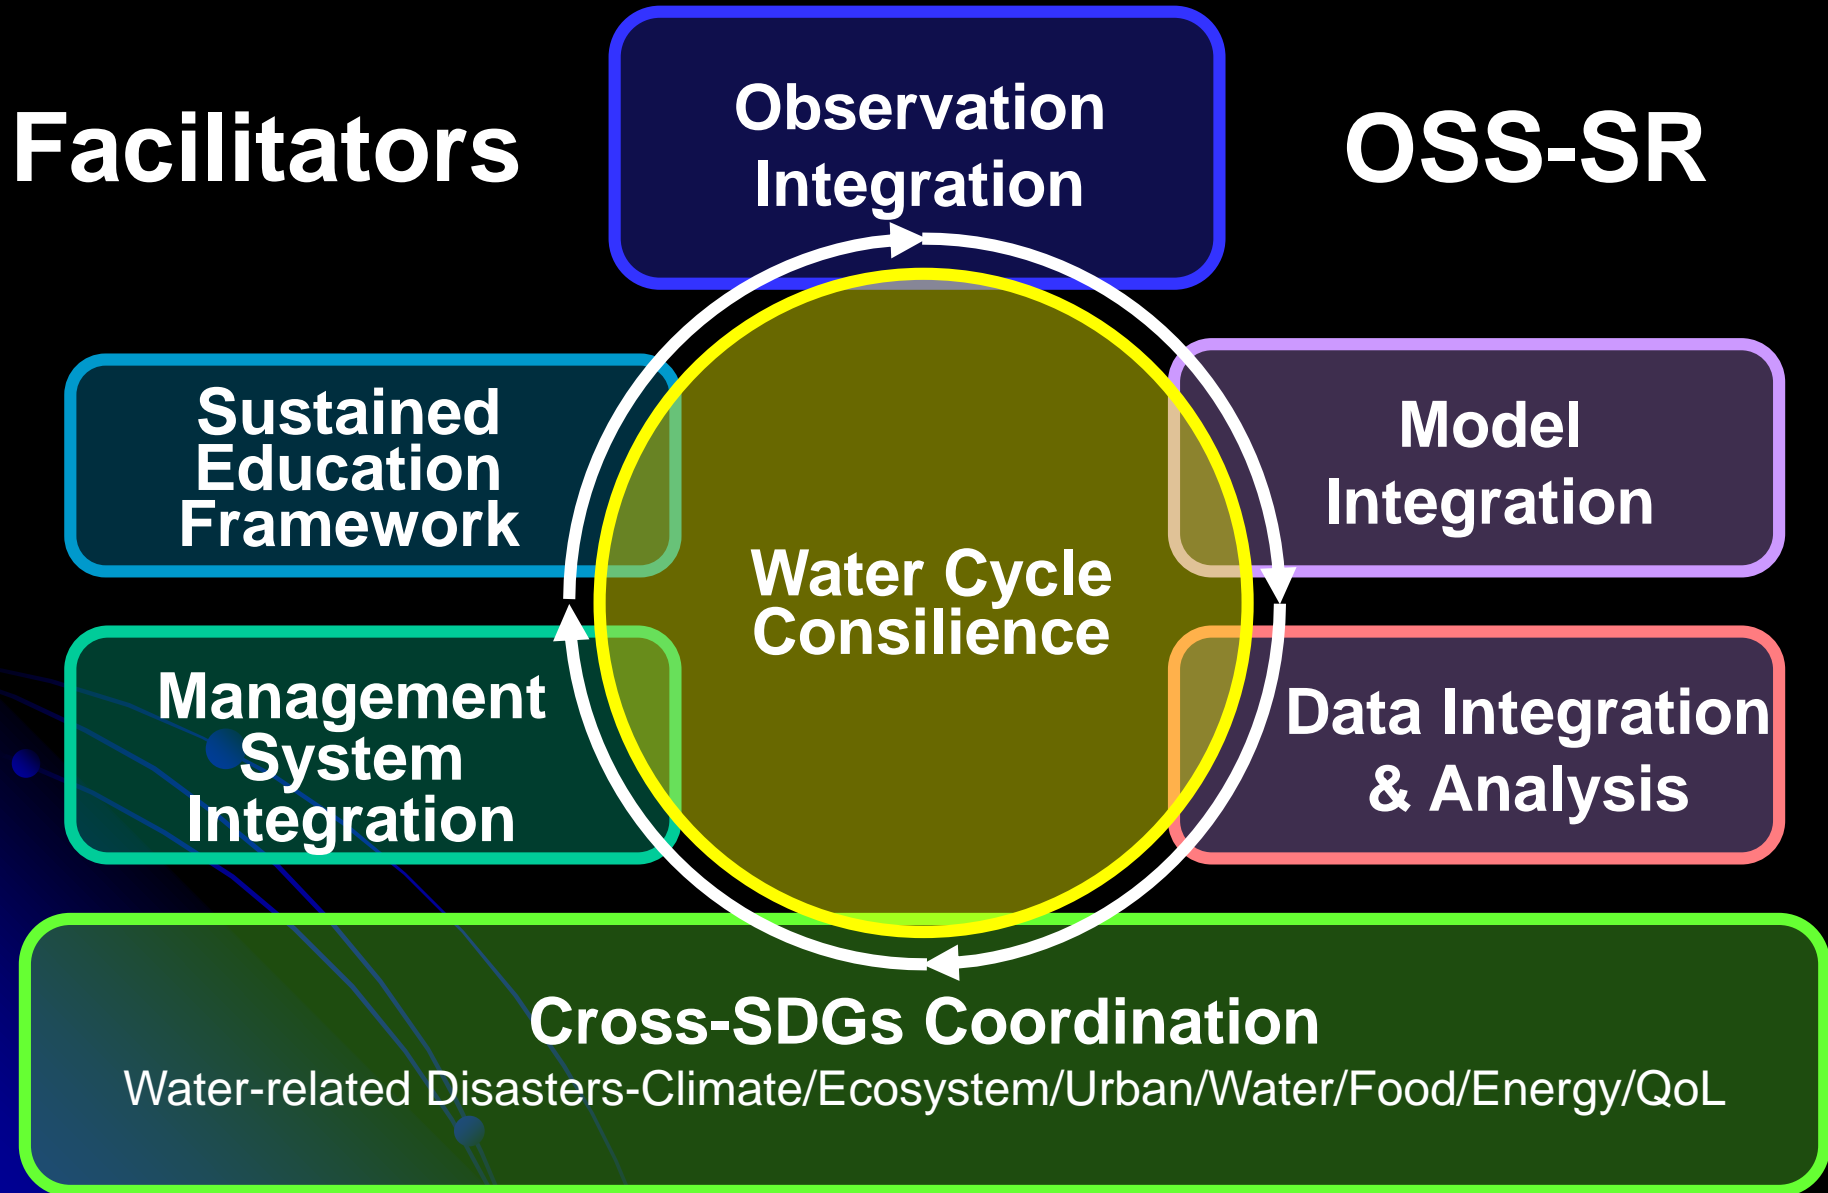 Facilitators
Observation
Integration
OSS-SR
Sustained
Education
Framework
Model
Integration
Water Cycle
Consilience
Management
System
Integration
Data Integration
& Analysis
Cross-SDGs Coordination
Water-related Disasters-Climate/Ecosystem/Urban/Water/Food/Energy/QoL